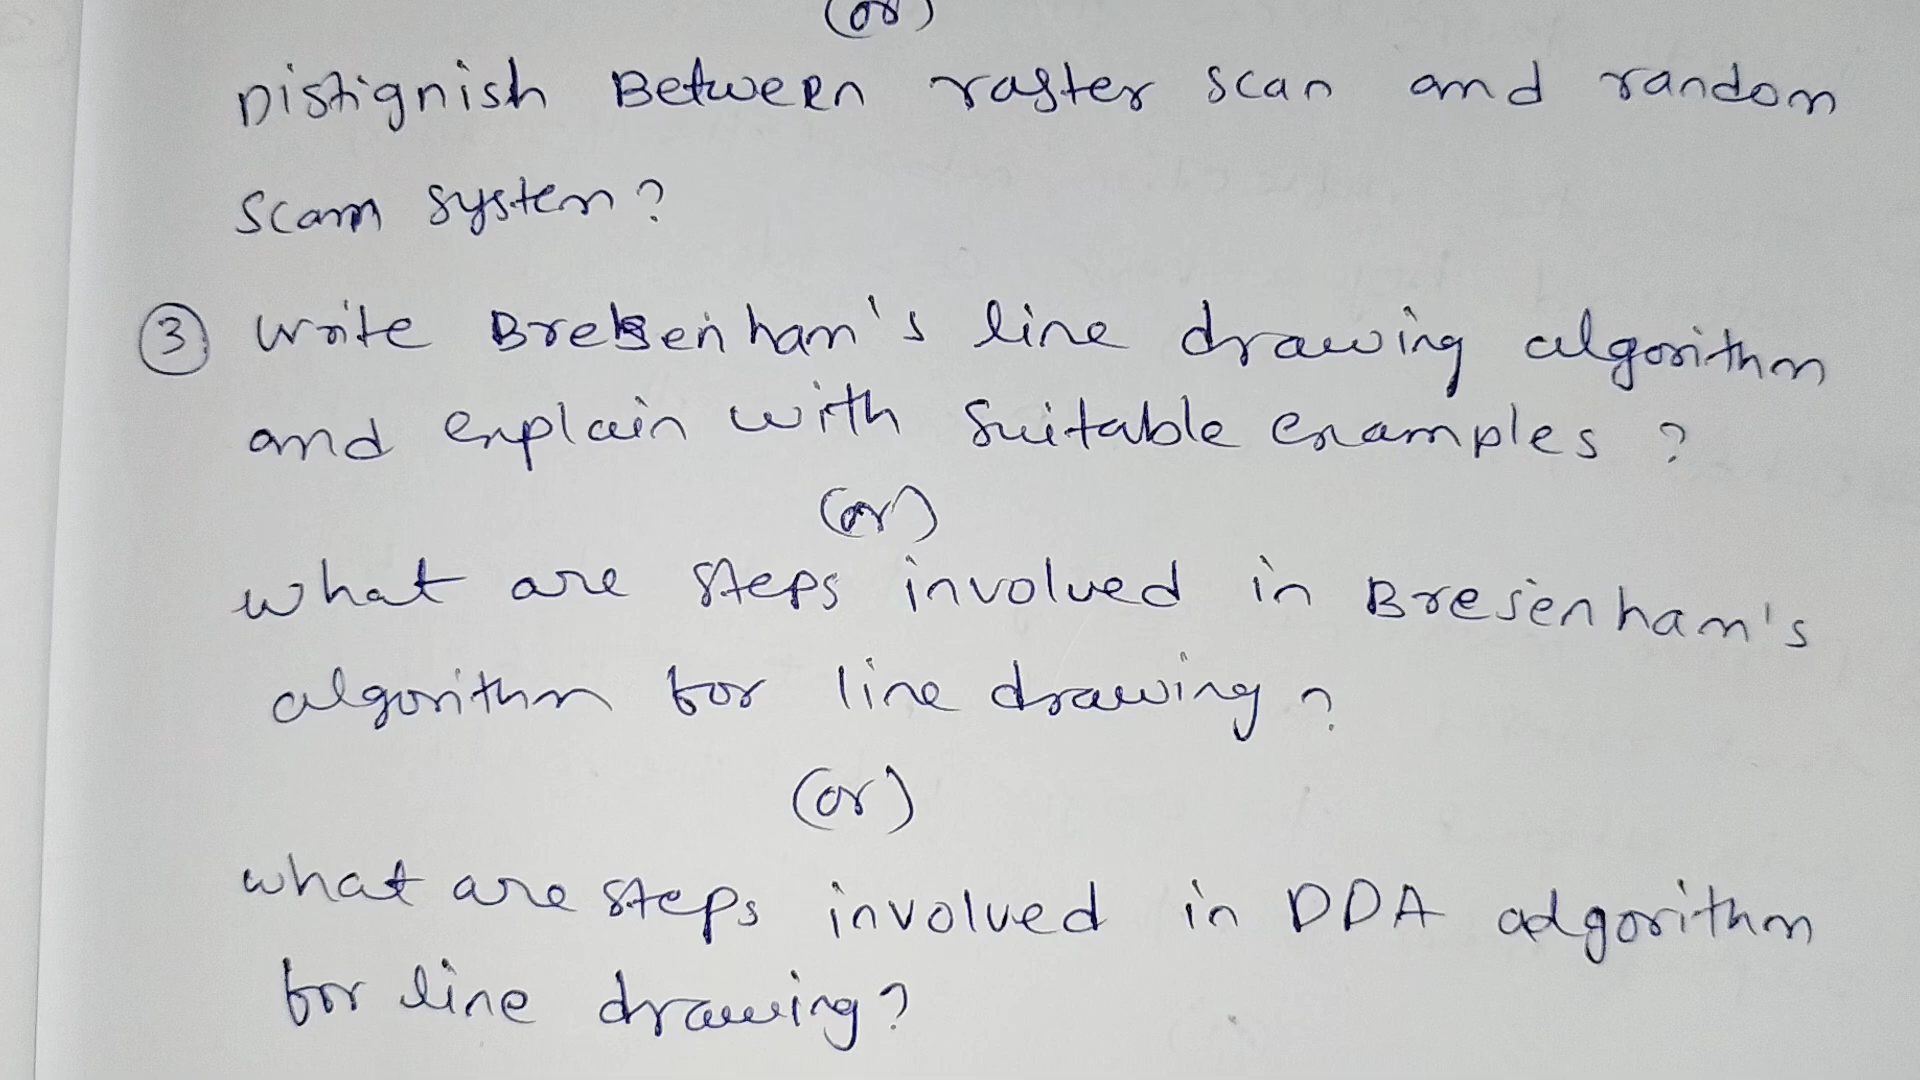 (or)
Distignish Between raster scan and random
scam system?
③ write Bresenham's line drawing algorithm
and explain with suitable examples?
(or)
what are steps involved in Bresenham's
algorithm for line drawing?
(or)
what are steps involved in DDA algorithm
for line drawing?